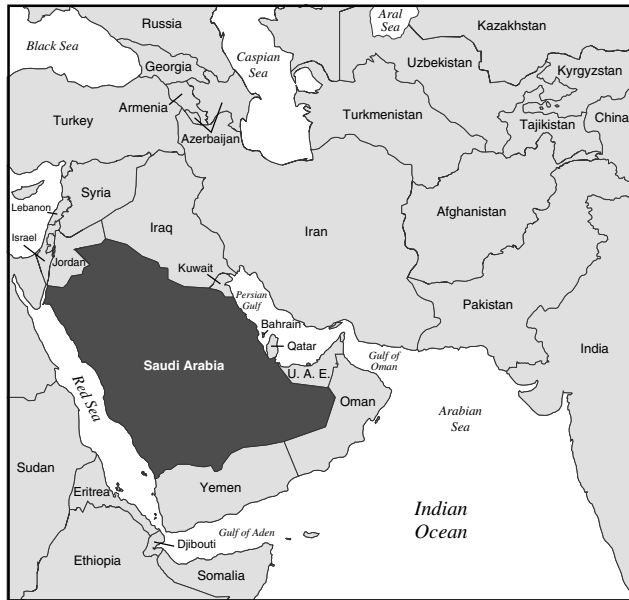 Russia
Aral
Sea
Kazakhstan
Black Sea
Caspian
Sea
Georgia
Uzbekistan
Kyrgyzstan
Armenia
Turkmenistan
Turkey
Azerbaijan
Tajikistan
China
Syria
Lebanon
Afghanistan
Iraq
Iran
Israel
Jordan
Kuwait
Persian
Gulf
Pakistan
Bahrain
Qatar
India
Saudi Arabia
Gulf of
Oman
U. A. E.
Red Sea
Oman
Arabian
Sea
Sudan
Yemen
Eritrea
Indian
Ocean
Gulf of Aden
Djibouti
Ethiopia
Somalia